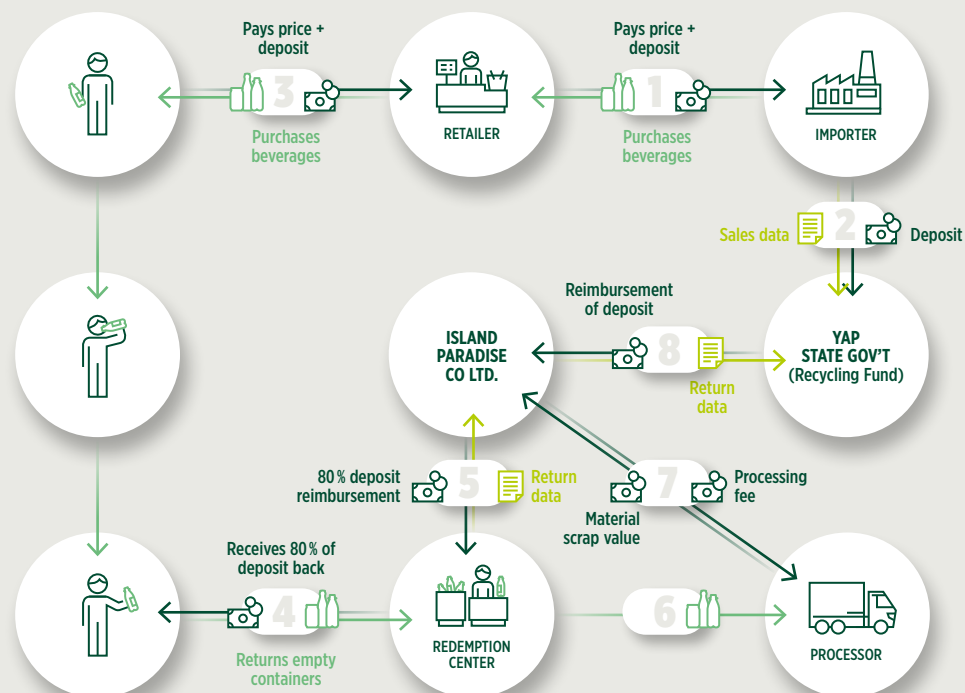 Pays price +
deposit
3
Purchases
beverages
RETAILER
Pays price +
deposit
1
Purchases
beverages
IMPORTER
Sales data
2
Deposit
Reimbursement
of deposit
8
Return
data
ISLAND
PARADISE
CO LTD.
YAP
STATE GOV'T
(Recycling Fund)
80% deposit
reimbursement
5
Return
data
7
Processing
fee
Material
scrap value
Receives 80% of
deposit back
4
Returns empty
containers
REDEMPTION
CENTER
6
PROCESSOR